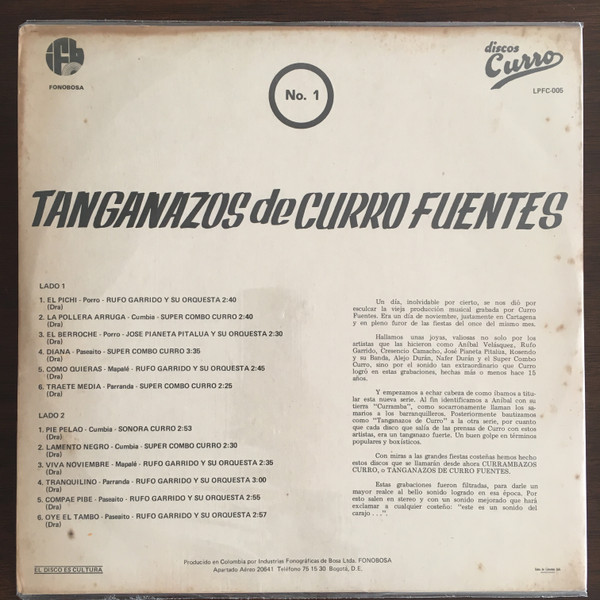 ifb
FONOBOSA
No. 1
discos
Curro
LPFC-005
TANGANAZOS de CURRO FUENTES
LADO 1
1. EL PICHI - Porro - RUFO GARRIDO Y SU ORQUESTA 2:40
(Dra)
2. LA POLLERA ARRUGA - Cumbia - SUPER COMBO CURRO 2:40
(Dra)
3. EL BERROCHE - Porro - JOSE PIANETA PITALUA Y SU ORQUESTA 2:30
(Dra)
4. DIANA - Paseaito - SUPER COMBO CURRO 3:35
(Dra)
5. COMO QUIERAS - Mapalé - RUFO GARRIDO Y SU ORQUESTA 2:45
(Dra)
6. TRAETE MEDIA - Parranda - SUPER COMBO CURRO 2:25
(Dra)
LADO 2
1. PIE PELAO - Cumbia - SONORA CURRO 2:53
(Dra)
2. LAMENTO NEGRO - Cumbia - SUPER COMBO CURRO 2:30
(Dra)
3. VIVA NOVIEMBRE - Mapalé - RUFO GARRIDO Y SU ORQUESTA 2:35
(Dra)
4. TRANQUILINO - Parranda - RUFO GARRIDO Y SU ORQUESTA 3:00
(Dra)
5. COMPAE PIBE - Paseaito - RUFO GARRIDO Y SU ORQUESTA 2:55
(Dra)
6. OYE EL TAMBO - Paseaito - RUFO GARRIDO Y SU ORQUESTA 2:57
(Dra)
Un día, inolvidable por cierto, se nos dió por
esculcar la vieja producción musical grabada por Curro
Fuentes. Era un día de noviembre, justamente en Cartagena
y en pleno furor de las fiestas del once del mismo mes.
Hallamos unas joyas, valiosas no solo por los
artistas que las hicieron como Aníbal Velásquez, Rufo
Garrido, Cresencio Camacho, José Pianeta Pitalúa, Rosendo
y su Banda, Alejo Durán, Nafer Durán y el Super Combo
Curro, sino por el sonido tan extraordinario que Curro
logró en estas grabaciones, hechas más o menos hace 15
años.
Y empezamos a echar cabeza de como íbamos a titu-
lar esta nueva serie. Al fin identificamos a Aníbal con su
tierra "Curramba", como socarronamente llaman los sa-
marios a los barranquilleros. Posteriormente bautizamos
como "Tanganazos de Curro" a la otra serie, por cuanto
que cada disco que salía de las prensas de Curro con estos
artistas, era un tanganazo fuerte. Un buen golpe en términos
populares y boxísticos.
Con miras a las grandes fiestas costeñas hemos hecho
estos discos que se llamarán desde ahora CURRAMBAZOS
CURRO, o TANGANAZOS DE CURRO FUENTES.
Estas grabaciones fueron filtradas, para darle un
mayor realce al bello sonido logrado en esa época. Por
esto salen en stereo y con un sonido mejorado que hará
exclamar a cualquier costeño: "este es un sonido del
carajo . . .".
EL DISCO ES CULTURA
Producido en Colombia por Industrias Fonográficas de Bosa Ltda. FONOBOSA
Apartado Aéreo 20641 Teléfono 75 15 30 Bogotá, D.E.